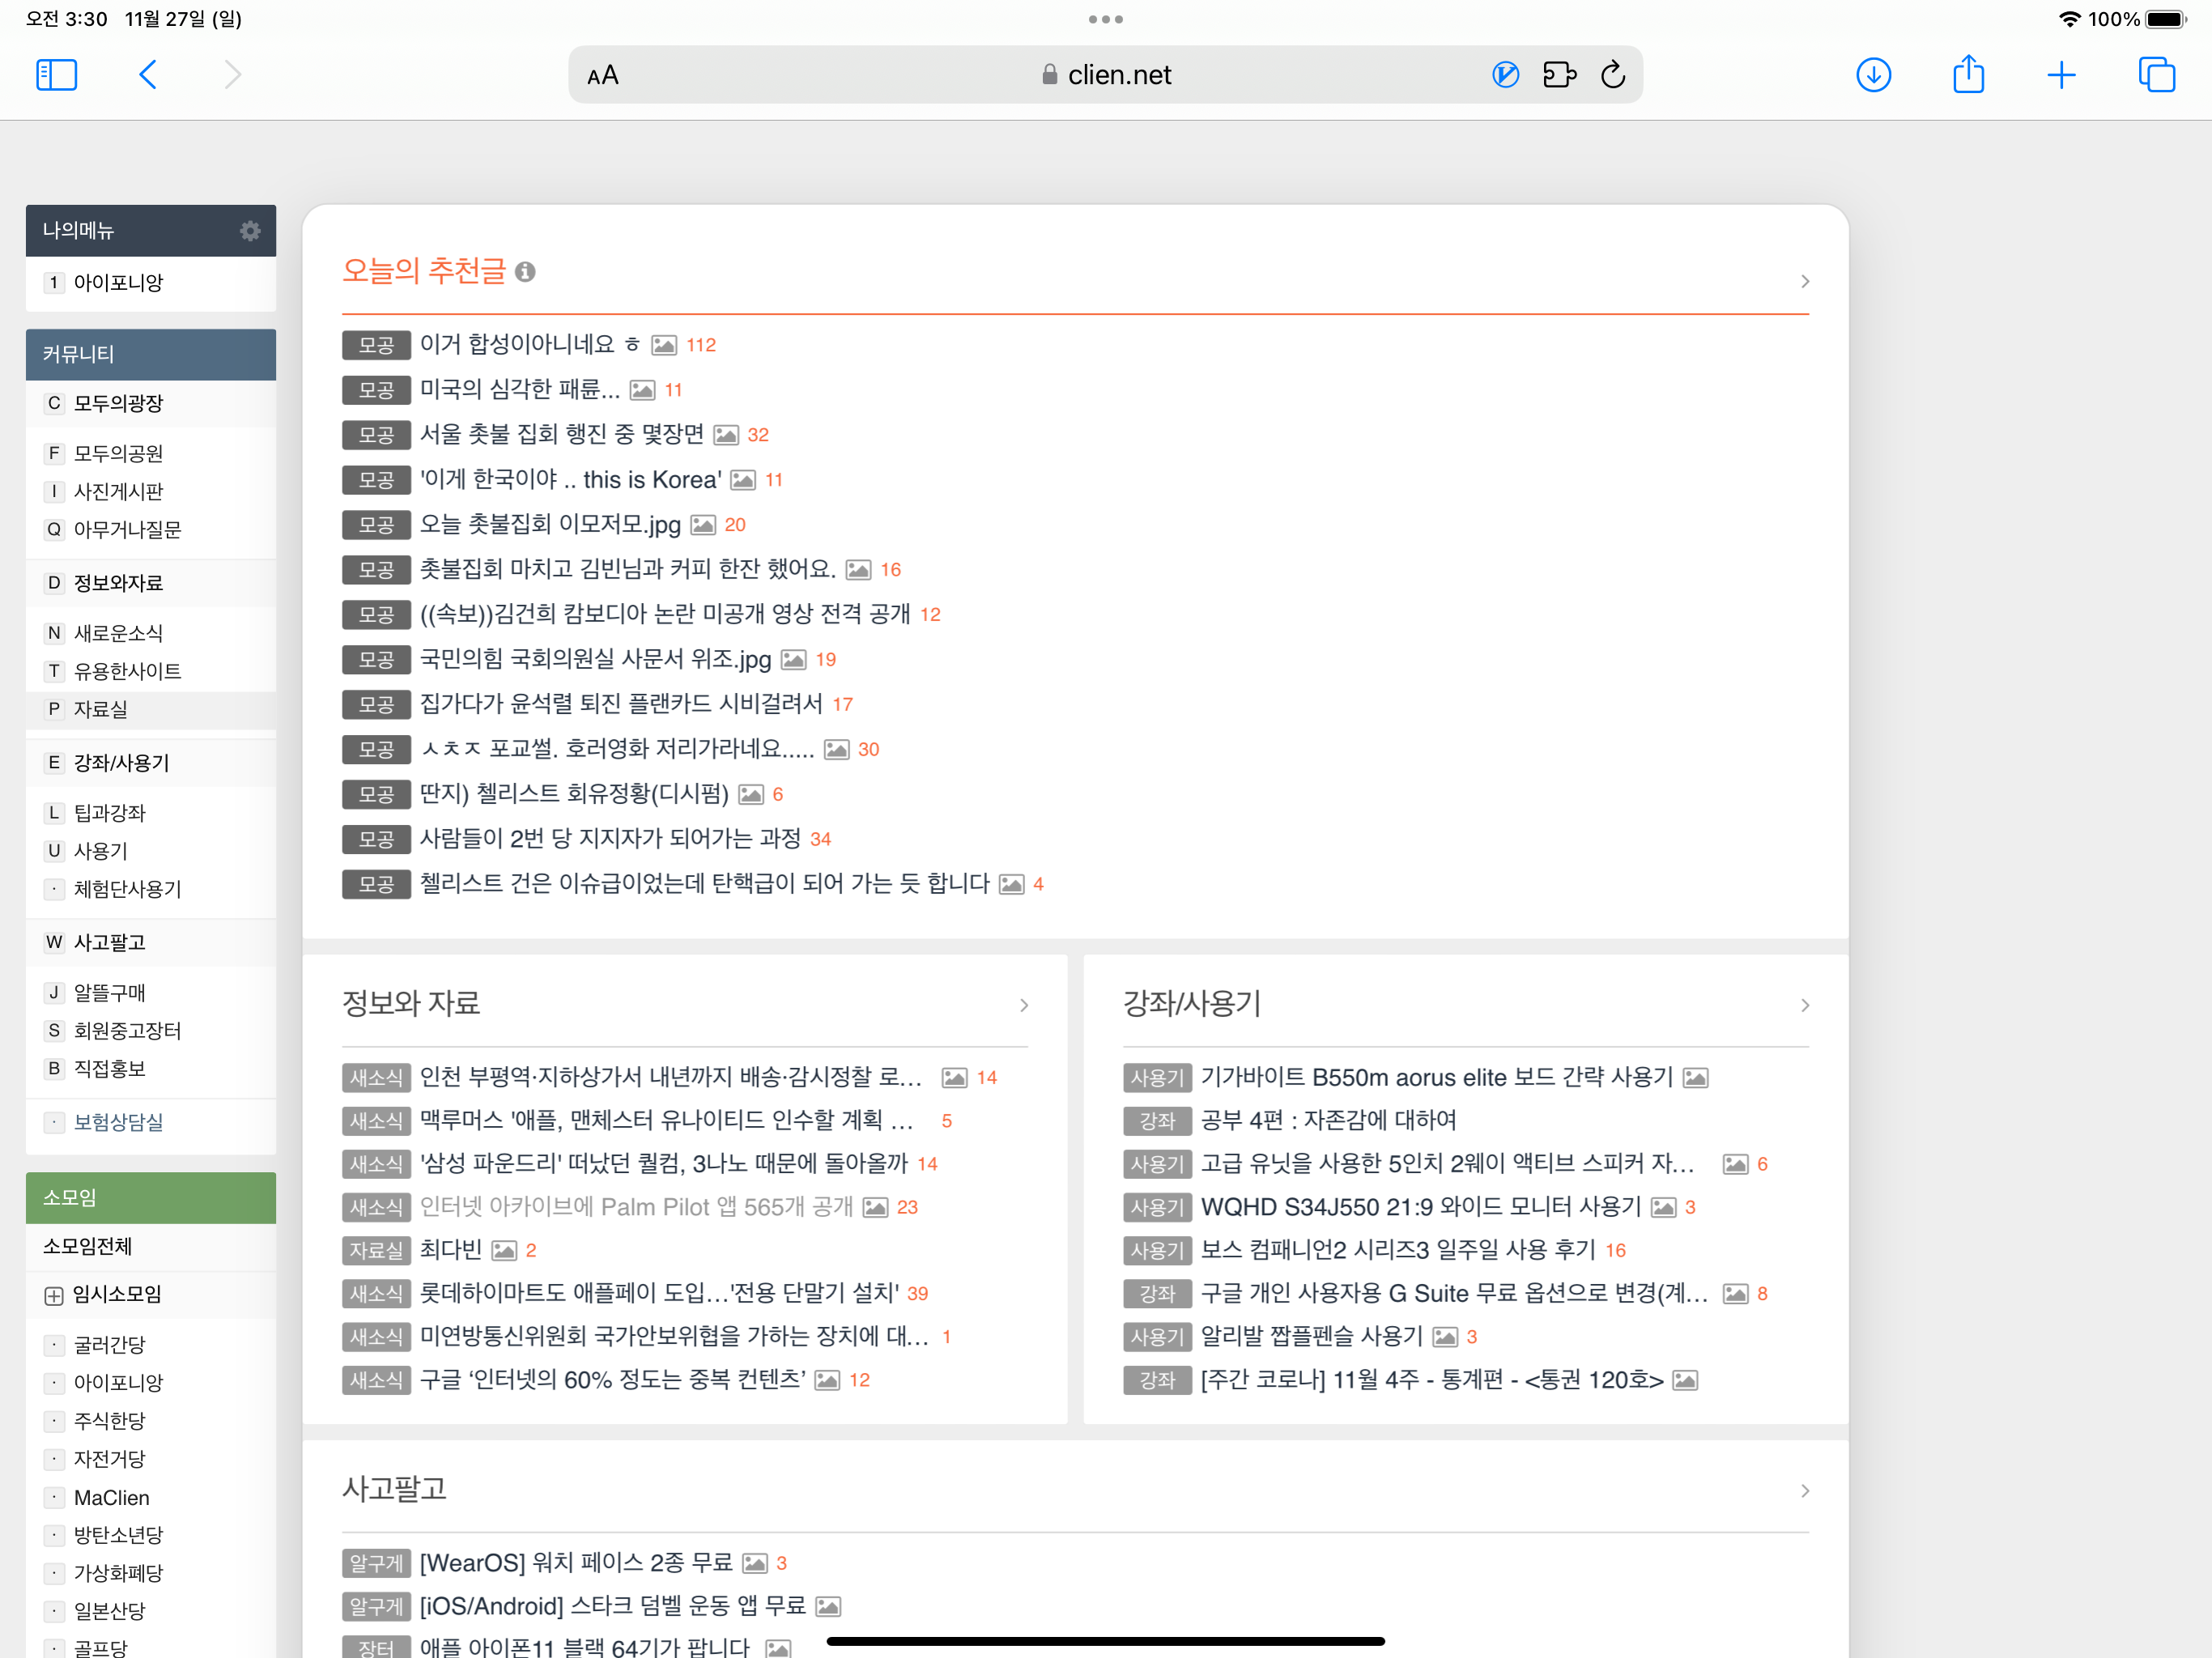 오전 3:30 11월 27일 (일)
100%
AA
clien.net
나의메뉴
1 아이포니앙
커뮤니티
C 모두의광장
F 모두의공원
I 사진게시판
Q 아무거나질문
D 정보와자료
N 새로운소식
T 유용한사이트
P 자료실
E 강좌/사용기
L 팁과강좌
U 사용기
· 체험단사용기
W 사고팔고
J 알뜰구매
S 회원중고장터
B 직접홍보
· 보험상담실
소모임
소모임전체
임시소모임
· 굴러간당
· 아이포니앙
· 주식한당
· 자전거당
· MaClien
· 방탄소년당
· 가상화폐당
· 일본산당
· 골프당
오늘의 추천글
모공 이거 합성이아니네요 ㅎ 112
모공 미국의 심각한 패륜... 11
모공 서울 촛불 집회 행진 중 몇장면 32
모공 '이게 한국이야 .. this is Korea' 11
모공 오늘 촛불집회 이모저모.jpg 20
모공 촛불집회 마치고 김빈님과 커피 한잔 했어요. 16
모공 ((속보))김건희 캄보디아 논란 미공개 영상 전격 공개 12
모공 국민의힘 국회의원실 사문서 위조.jpg 19
모공 집가다가 윤석렬 퇴진 플랜카드 시비걸려서 17
모공 ㅅㅊㅈ 포교썰. 호러영화 저리가라네요..... 30
모공 딴지) 첼리스트 회유정황(디시펌) 6
모공 사람들이 2번 당 지지자가 되어가는 과정 34
모공 첼리스트 건은 이슈급이었는데 탄핵급이 되어 가는 듯 합니다 4
정보와 자료
새소식 인천 부평역·지하상가서 내년까지 배송·감시정찰 로... 14
새소식 맥루머스 '애플, 맨체스터 유나이티드 인수할 계획 ... 5
새소식 '삼성 파운드리' 떠났던 퀄컴, 3나노 때문에 돌아올까 14
새소식 인터넷 아카이브에 Palm Pilot 앱 565개 공개 23
자료실 최다빈 2
새소식 롯데하이마트도 애플페이 도입…'전용 단말기 설치' 39
새소식 미연방통신위원회 국가안보위협을 가하는 장치에 대... 1
새소식 구글 ‘인터넷의 60% 정도는 중복 컨텐츠’ 12
강좌/사용기
사용기 기가바이트 B550m aorus elite 보드 간략 사용기
강좌 공부 4편 : 자존감에 대하여
사용기 고급 유닛을 사용한 5인치 2웨이 액티브 스피커 자... 6
사용기 WQHD S34J550 21:9 와이드 모니터 사용기 3
사용기 보스 컴패니언2 시리즈3 일주일 사용 후기 16
강좌 구글 개인 사용자용 G Suite 무료 옵션으로 변경(계... 8
사용기 알리발 짭플펜슬 사용기 3
강좌 [주간 코로나] 11월 4주 - 통계편 - <통권 120호>
사고팔고
알구게 [WearOS] 워치 페이스 2종 무료 3
알구게 [iOS/Android] 스타크 덤벨 운동 앱 무료
장터 애플 아이폰11 블랙 64기가 팝니다